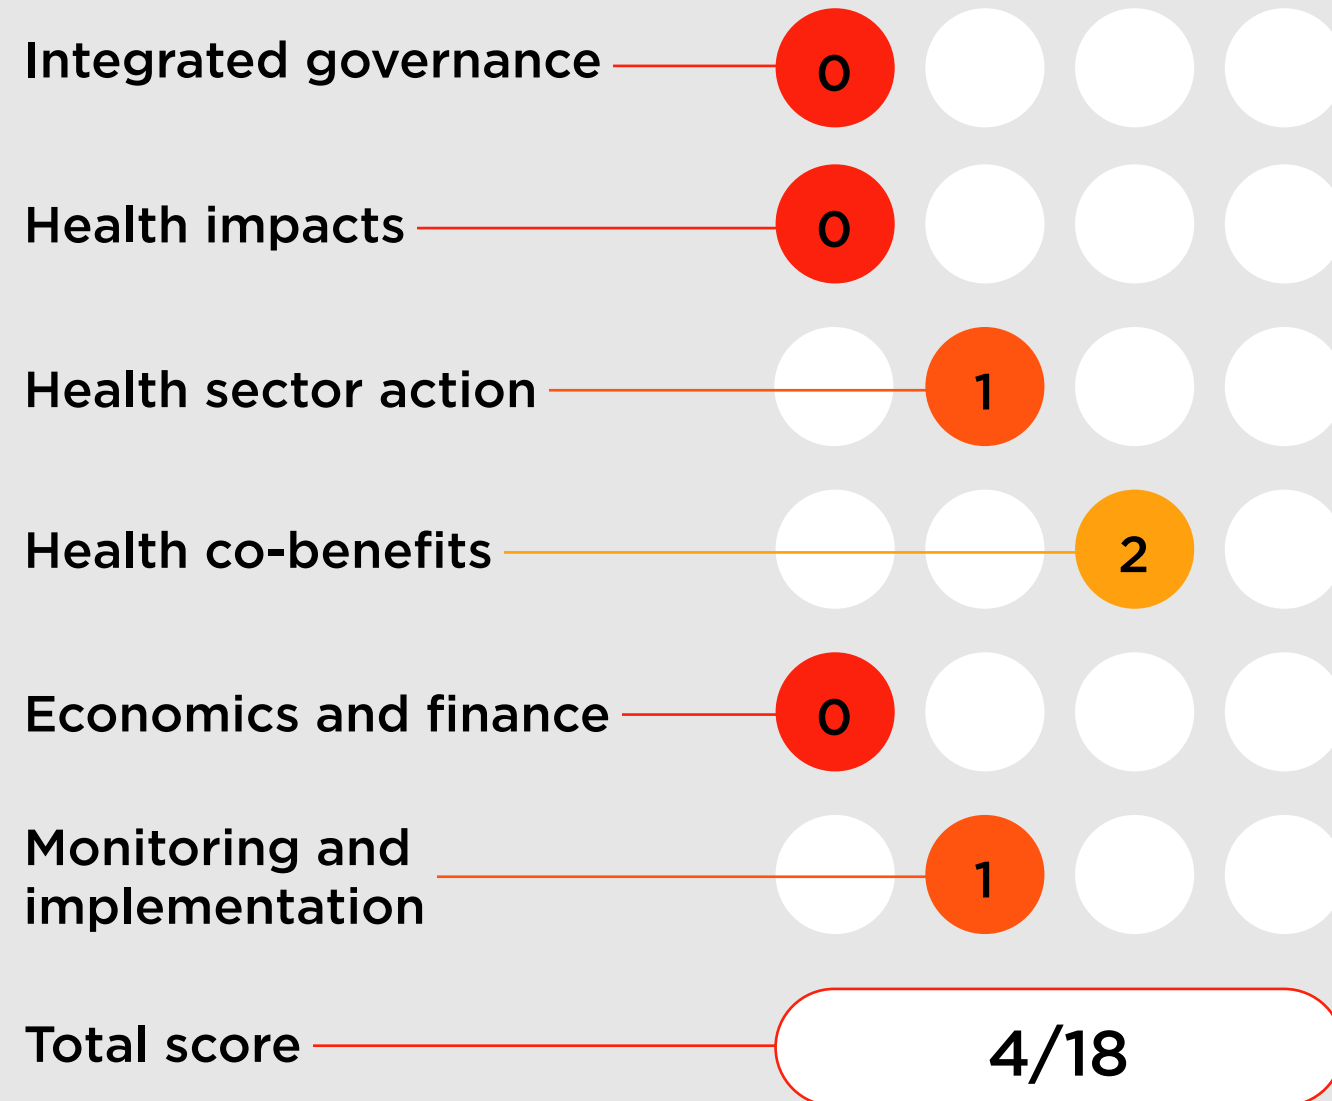 Integrated governance 0
Health impacts 0
Health sector action 1
Health co-benefits 2
Economics and finance 0
Monitoring and
implementation 1
Total score 4/18